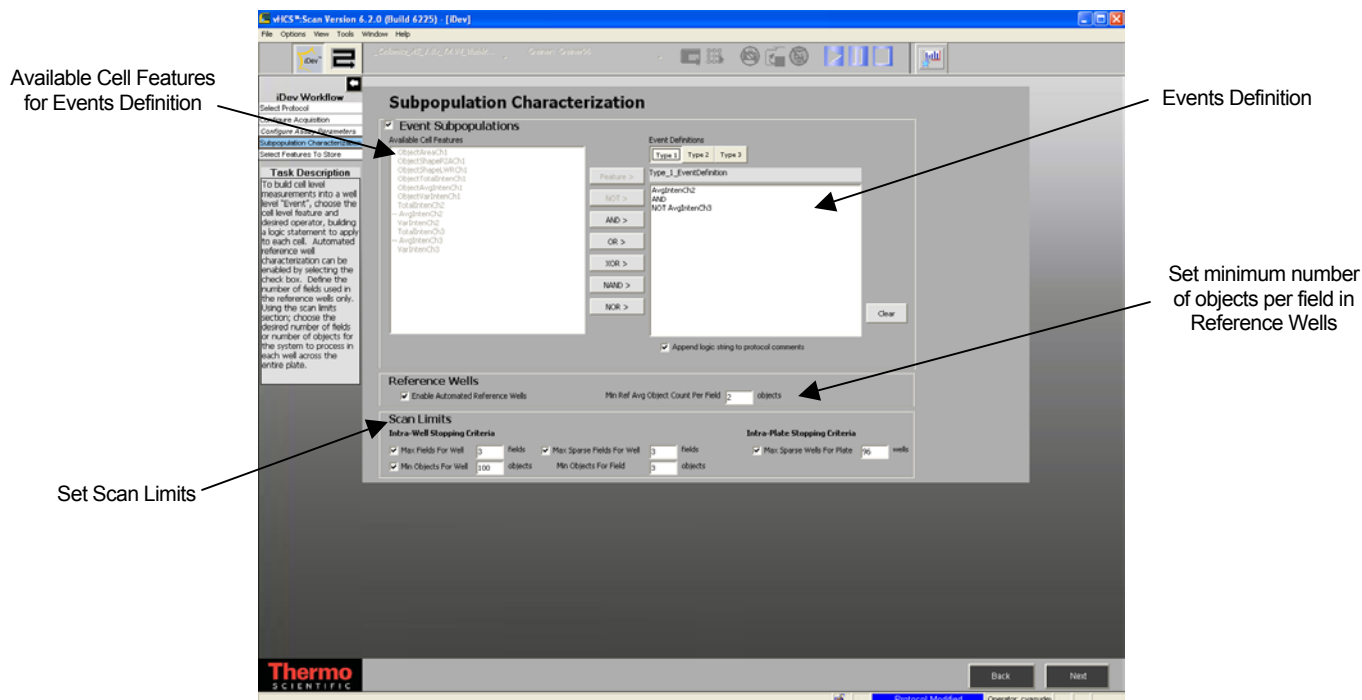 vHCS™:Scan Version 6.2.0 (Build 6225) - [iDev]
File Options View Tools Window Help
iDev™
Available Cell Features
for Events Definition
Events Definition
Set minimum number
of objects per field in
Reference Wells
Set Scan Limits
iDev Workflow
Select Protocol
Configure Acquisition
Configure Assay Parameters
Subpopulation Characterization
Select Features To Store
Task Description
To build cell level
measurements into a well
level "Event", choose the
cell level feature and
desired operator, building
a logic statement to apply
to each cell. Automated
reference well
characterization can be
enabled by selecting the
check box. Define the
number of fields used in
the reference wells only.
Using the scan limits
section; choose the
desired number of fields
or number of objects for
the system to process in
each well across the
entire plate.
Subpopulation Characterization
Event Subpopulations
Available Cell Features
ObjectAreaCh1
ObjectShapeP2ACh1
ObjectShapeLWRCh1
ObjectTotalIntenCh1
ObjectAvgIntenCh1
ObjectVarIntenCh1
TotalIntenCh2
-- AvgIntenCh2
VarIntenCh2
TotalIntenCh3
-- AvgIntenCh3
VarIntenCh3
Feature >
NOT >
AND >
OR >
XOR >
NAND >
NOR >
Event Definitions
Type 1 Type 2 Type 3
Type_1_EventDefinition
AvgIntenCh2
AND
NOT AvgIntenCh3
Clear
Append logic string to protocol comments
Reference Wells
Enable Automated Reference Wells Min Ref Avg Object Count Per Field 2 objects
Scan Limits
Intra-Well Stopping Criteria Intra-Plate Stopping Criteria
Max Fields For Well 3 fields Max Sparse Fields For Well 3 fields Max Sparse Wells For Plate 96 wells
Min Objects For Well 100 objects Min Objects For Field 3 objects
Thermo
SCIENTIFIC
Back Next
Protocol Modified Operator: